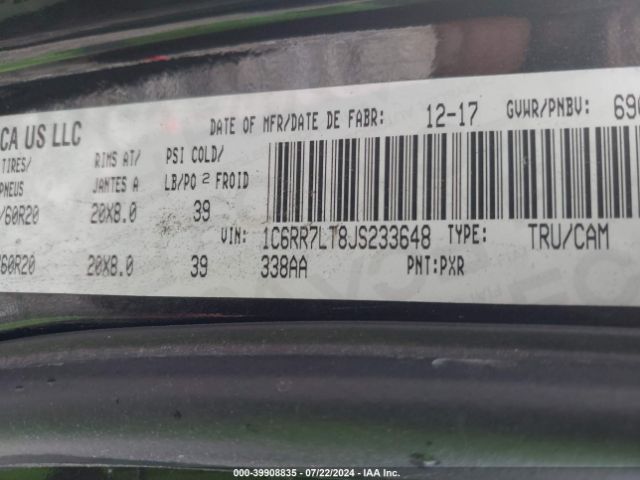 CA US LLC
DATE OF MFR/DATE DE FABR: 12-17 GVWR/PNBV:
TIRES/ RIMS AT/ PSI COLD/
PNEUS JANTES A LB/PO 2 FROID
/60R20 20X8.0 39
VIN: 1C6RR7LT8JS233648 TYPE: TRU/CAM
/60R20 20X8.0 39 338AA PNT:PXR
000-39908835 - 07/22/2024 - IAA Inc.